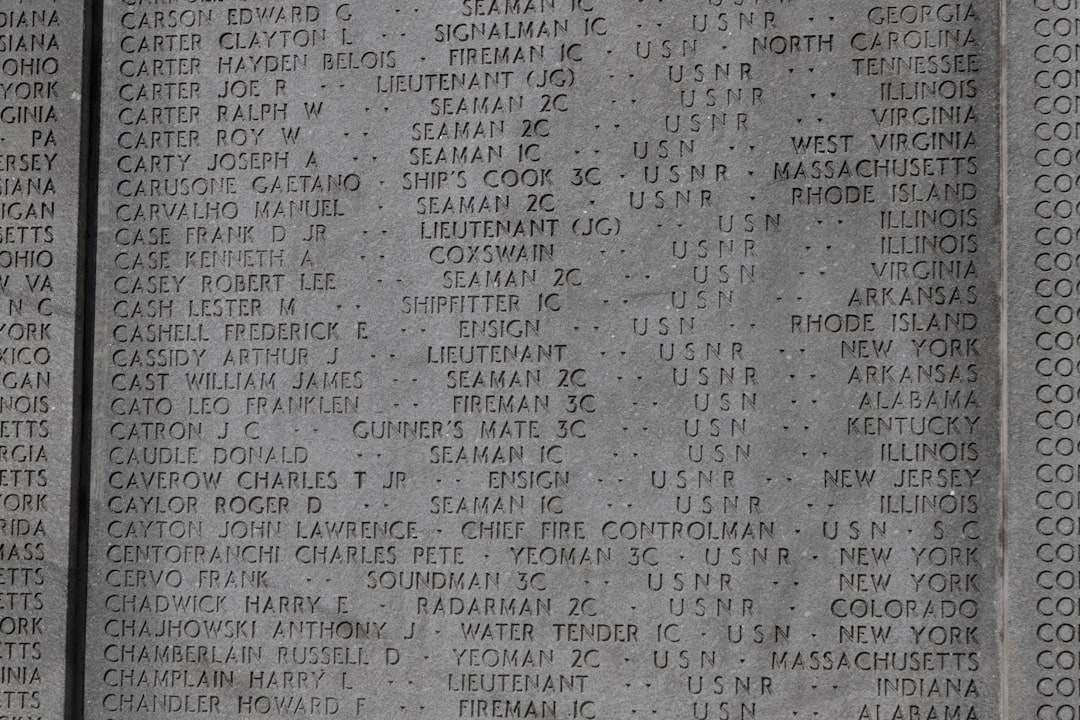 CARSON EDWARD G SEAMAN 1C USNR GEORGIA
CARTER CLAYTON L · · SIGNALMAN 1C · · USN · NORTH CAROLINA
CARTER HAYDEN BELOIS · FIREMAN 1C · USN · TENNESSEE
CARTER JOE R · · LIEUTENANT (JG) · · USNR · · ILLINOIS
CARTER RALPH W · · SEAMAN 2C · · USNR · · VIRGINIA
CARTER ROY W · · SEAMAN 2C · · USNR · · WEST VIRGINIA
CARTY JOSEPH A · · SEAMAN 1C · · USN · · MASSACHUSETTS
CARUSONE GAETANO · SHIP'S COOK 3C · USNR · RHODE ISLAND
CARVALHO MANUEL · · SEAMAN 2C · · USNR · · ILLINOIS
CASE FRANK D JR · · LIEUTENANT (JG) · · USN · · ILLINOIS
CASE KENNETH A · · COXSWAIN · · USNR · · VIRGINIA
CASEY ROBERT LEE · · SEAMAN 2C · · USN · · ARKANSAS
CASH LESTER M · · SHIPFITTER 1C · · USN · · RHODE ISLAND
CASHELL FREDERICK E · · ENSIGN · · USN · · NEW YORK
CASSIDY ARTHUR J · · LIEUTENANT · · USNR · · ARKANSAS
CAST WILLIAM JAMES · · SEAMAN 2C · · USNR · · ALABAMA
CATO LEO FRANKLEN · · FIREMAN 3C · · USN · · KENTUCKY
CATRON J C · · GUNNER'S MATE 3C · · USN · · ILLINOIS
CAUDLE DONALD · · SEAMAN 1C · · USN · · NEW JERSEY
CAVEROW CHARLES T JR · · ENSIGN · · USNR · · ILLINOIS
CAYLOR ROGER D · · SEAMAN 1C · · USNR · · ILLINOIS
CAYTON JOHN LAWRENCE · CHIEF FIRE CONTROLMAN · USN · S C
CENTOFRANCHI CHARLES PETE · YEOMAN 3C · USNR · NEW YORK
CERVO FRANK · · SOUNDMAN 3C · · USNR · · NEW YORK
CHADWICK HARRY E · RADARMAN 2C · USNR · COLORADO
CHAJHOWSKI ANTHONY J · WATER TENDER 1C · USN · NEW YORK
CHAMBERLAIN RUSSELL D · YEOMAN 2C · USN · MASSACHUSETTS
CHAMPLAIN HARRY L · · LIEUTENANT · · USNR · · INDIANA
CHANDLER HOWARD F · · FIREMAN 1C · · USN · · ALABAMA